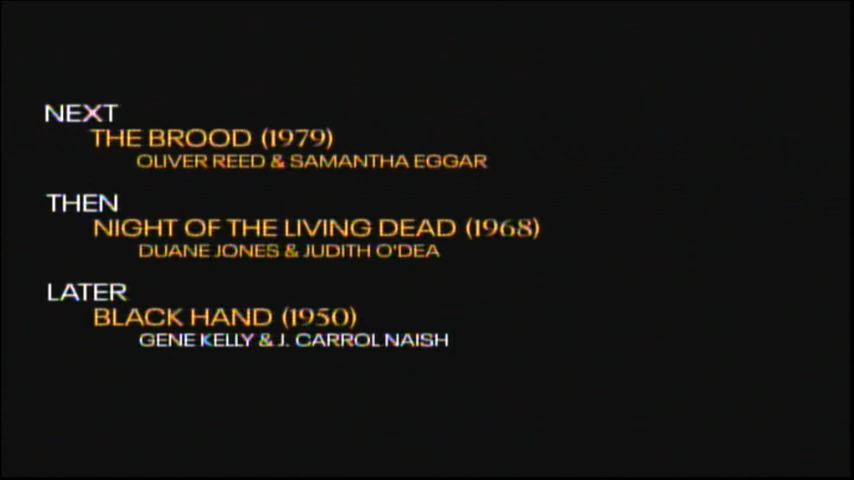 NEXT
THE BROOD (1979)
OLIVER REED & SAMANTHA EGGAR
THEN
NIGHT OF THE LIVING DEAD (1968)
DUANE JONES & JUDITH O'DEA
LATER
BLACK HAND (1950)
GENE KELLY & J. CARROL NAISH